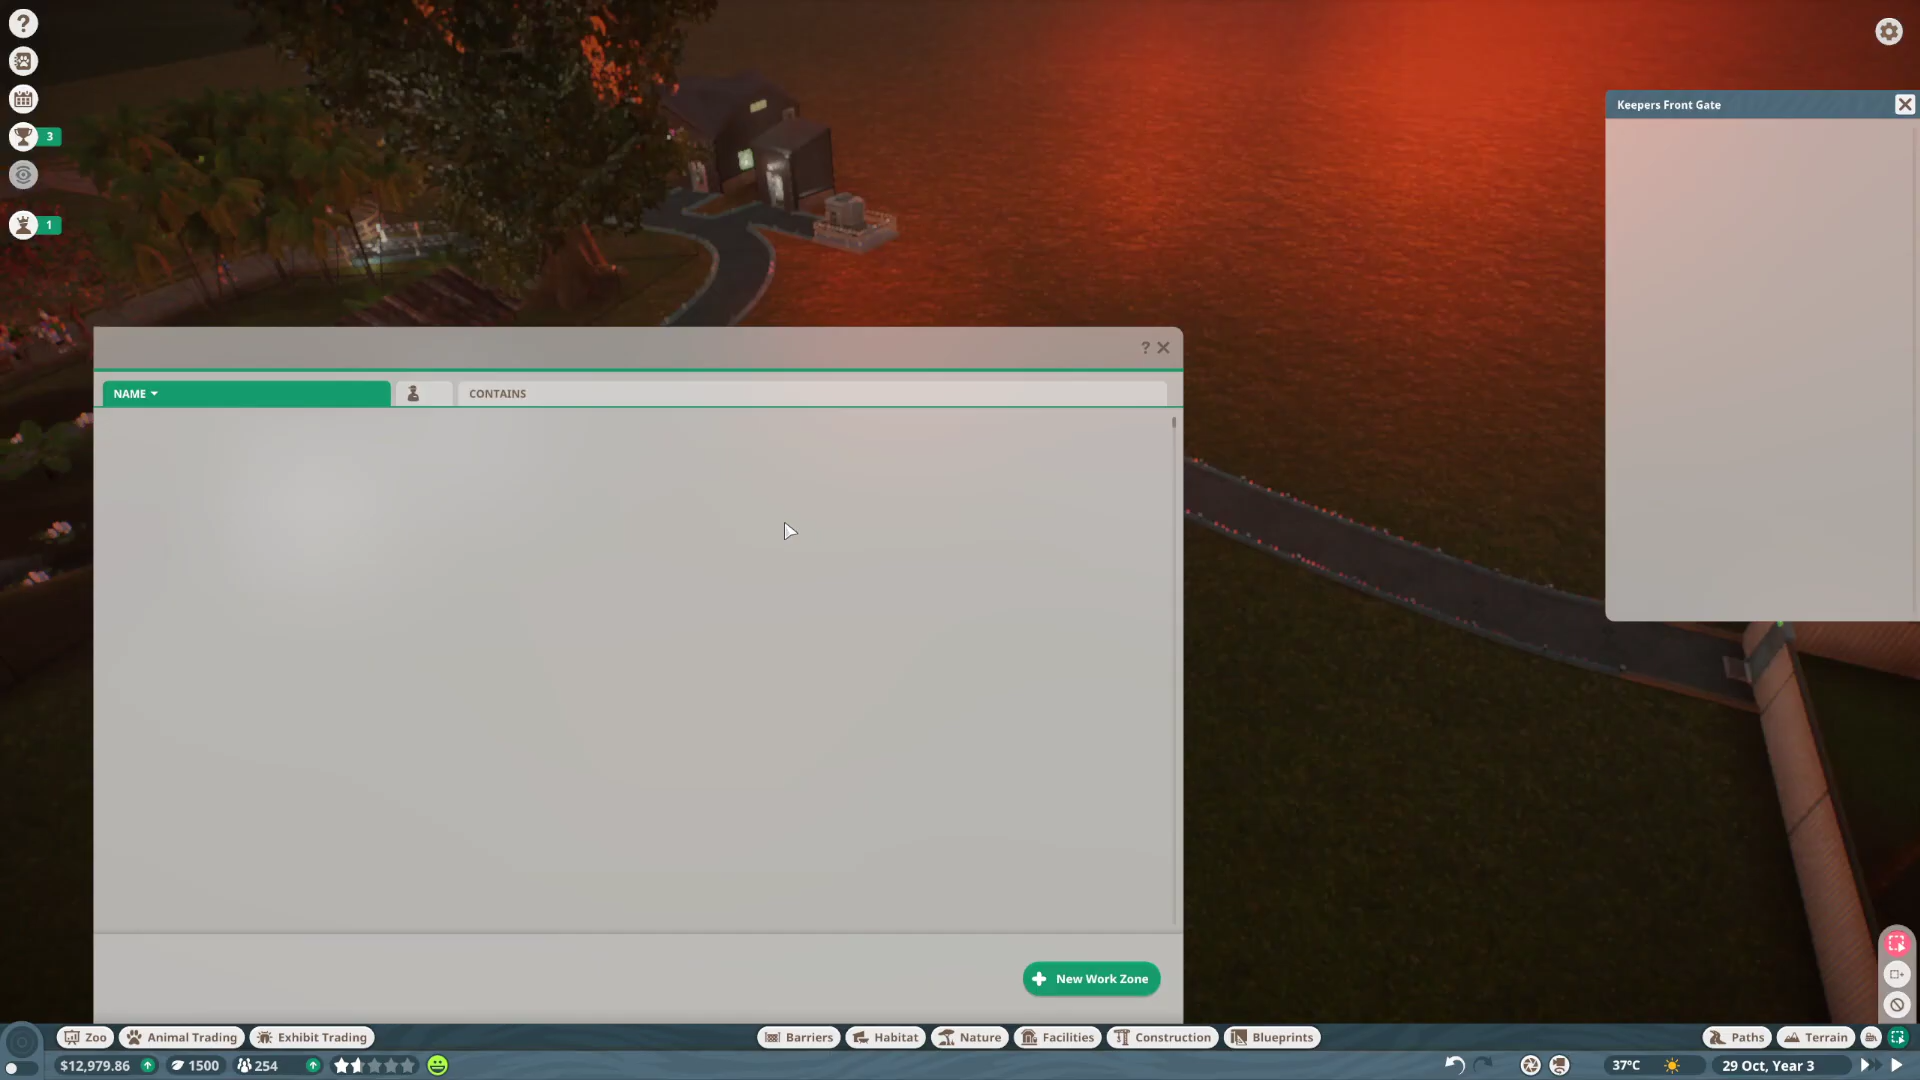 ?
3
1
Keepers Front Gate
?
NAME
CONTAINS
New Work Zone
Zoo
Animal Trading
Exhibit Trading
Barriers
Habitat
Nature
Facilities
Construction
Blueprints
Paths
Terrain
$12,979.86
1500
254
37°C
29 Oct, Year 3